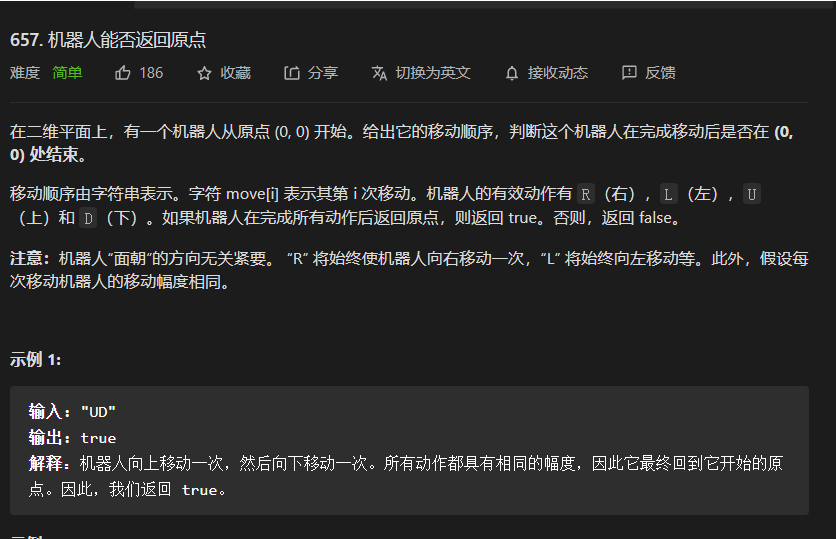 657. 机器人能否返回原点
难度 简单 186 收藏 分享 切换为英文 接收动态 反馈
在二维平面上，有一个机器人从原点 (0, 0) 开始。给出它的移动顺序，判断这个机器人在完成移动后是否在 (0,
0) 处结束。
移动顺序由字符串表示。字符 move[i] 表示其第 i 次移动。机器人的有效动作有 R（右），L（左），U
（上）和 D（下）。如果机器人在完成所有动作后返回原点，则返回 true。否则，返回 false。
注意：机器人“面朝”的方向无关紧要。 “R” 将始终使机器人向右移动一次，“L” 将始终向左移动等。此外，假设每
次移动机器人的移动幅度相同。
示例 1:
输入: "UD"
输出: true
解释：机器人向上移动一次，然后向下移动一次。所有动作都具有相同的幅度，因此它最终回到它开始的原
点。因此，我们返回 true。